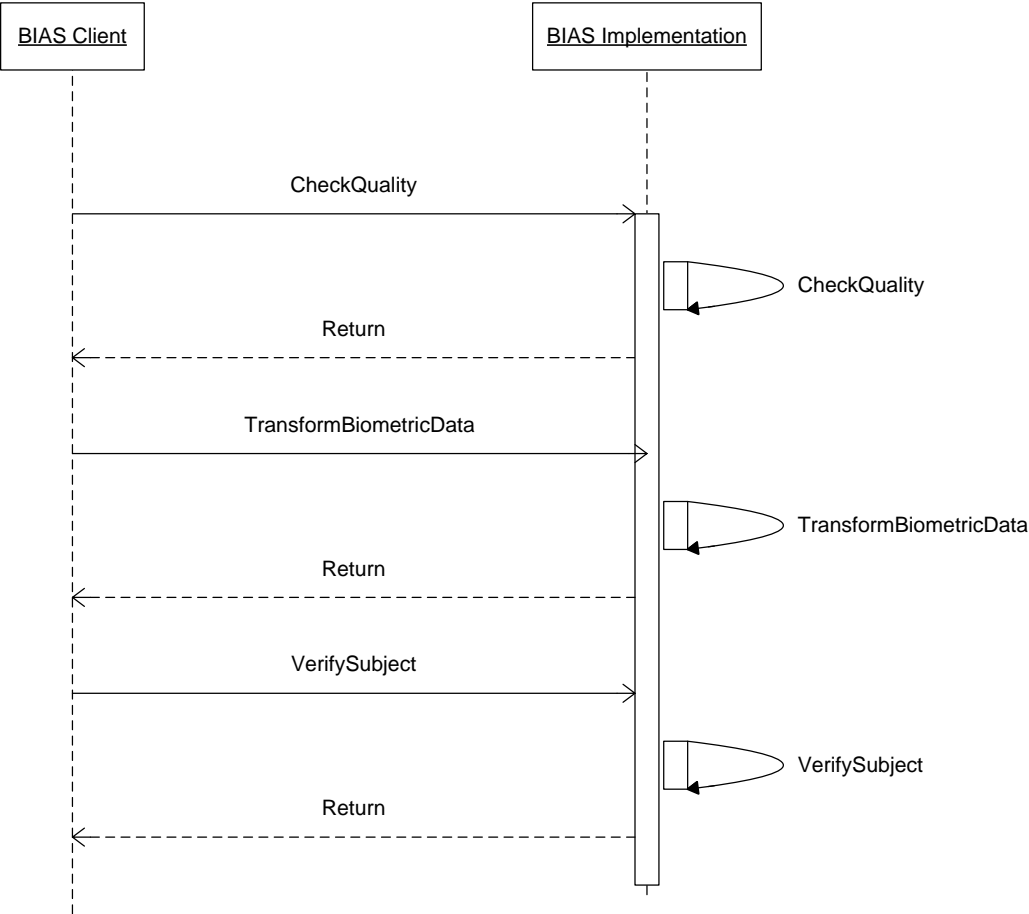 BIAS Client
BIAS Implementation
CheckQuality
CheckQuality
Return
TransformBiometricData
TransformBiometricData
Return
VerifySubject
VerifySubject
Return